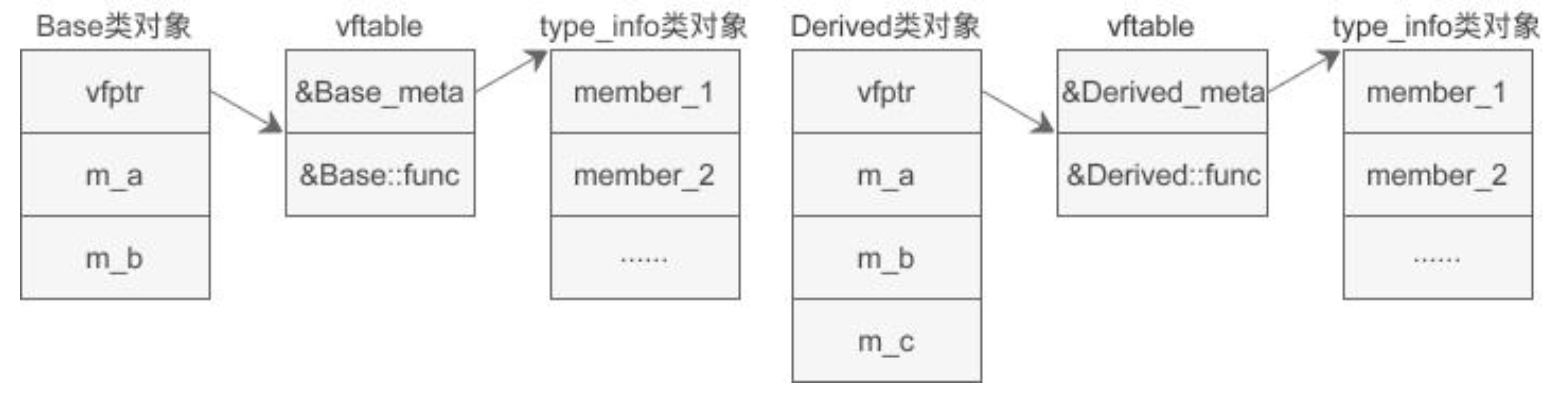 Base类对象
vftable
type_info类对象
Derived类对象
vftable
type_info类对象
vfptr
&Base_meta
member_1
vfptr
&Derived_meta
member_1
m_a
&Base::func
member_2
m_a
&Derived::func
member_2
m_b
······
m_b
······
m_c